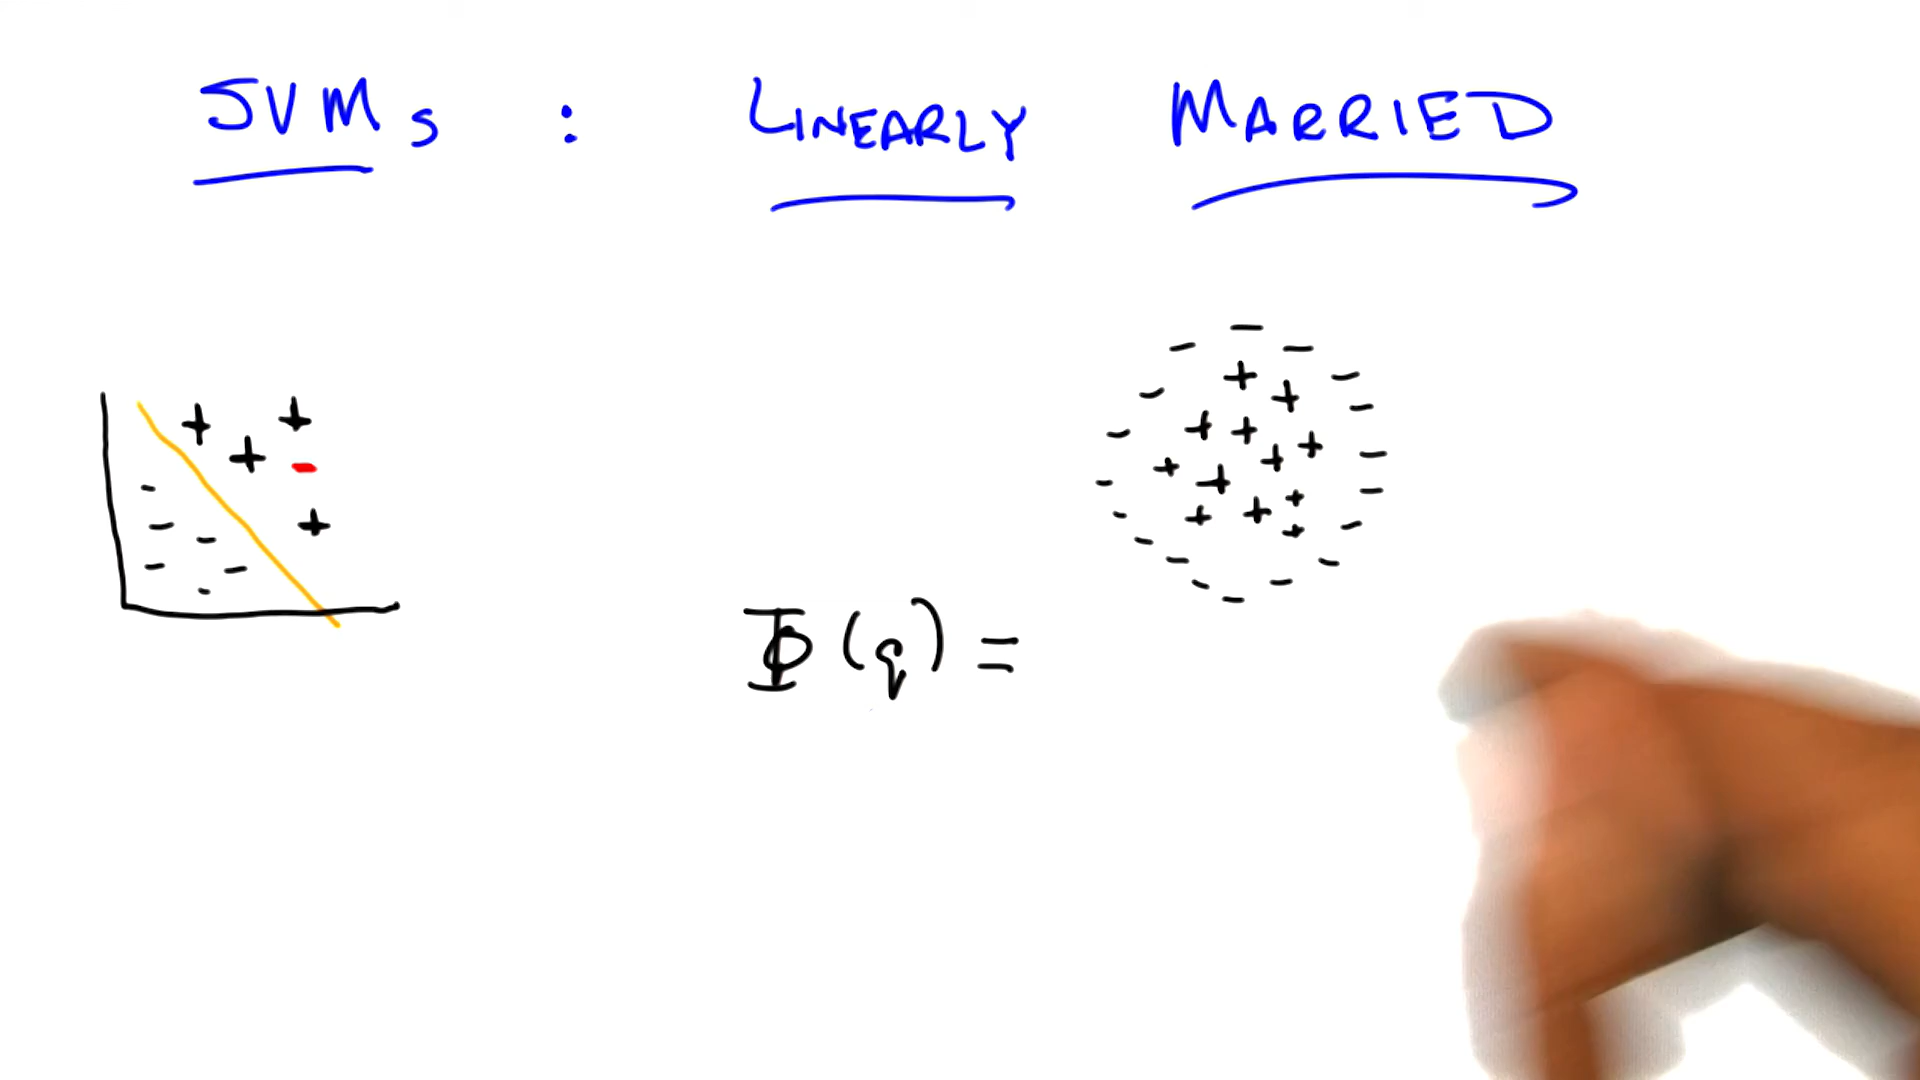 SVMs : LINEARLY MARRIED
Φ(q) =